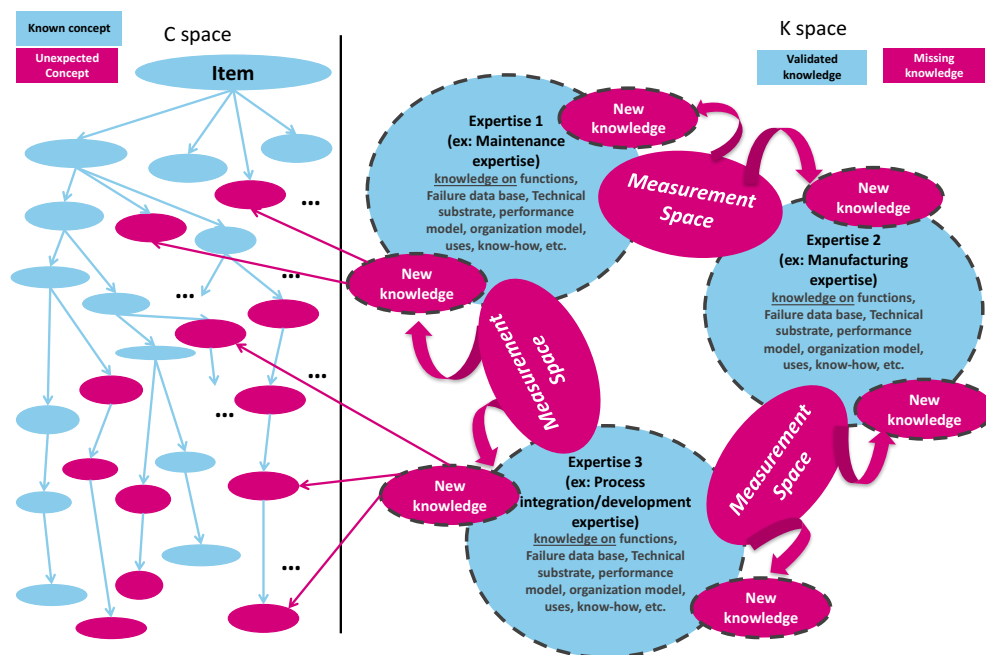 C space
Known concept
Unexpected
Concept
Item
...
...
...
...
...
...
K space
Validated
knowledge
Missing
knowledge
Expertise 1
(ex: Maintenance
expertise)
knowledge on functions,
Failure data base, Technical
substrate, performance
model, organization model,
uses, know-how, etc.
New
knowledge
Measurement
Space
New
knowledge
Expertise 2
(ex: Manufacturing
expertise)
knowledge on functions,
Failure data base, Technical
substrate, performance
model, organization model,
uses, know-how, etc.
New
knowledge
Measurement
Space
New
knowledge
Measurement
Space
New
knowledge
Expertise 3
(ex: Process
integration/development
expertise)
knowledge on functions,
Failure data base, Technical
substrate, performance
model, organization model,
uses, know-how, etc.
New
knowledge